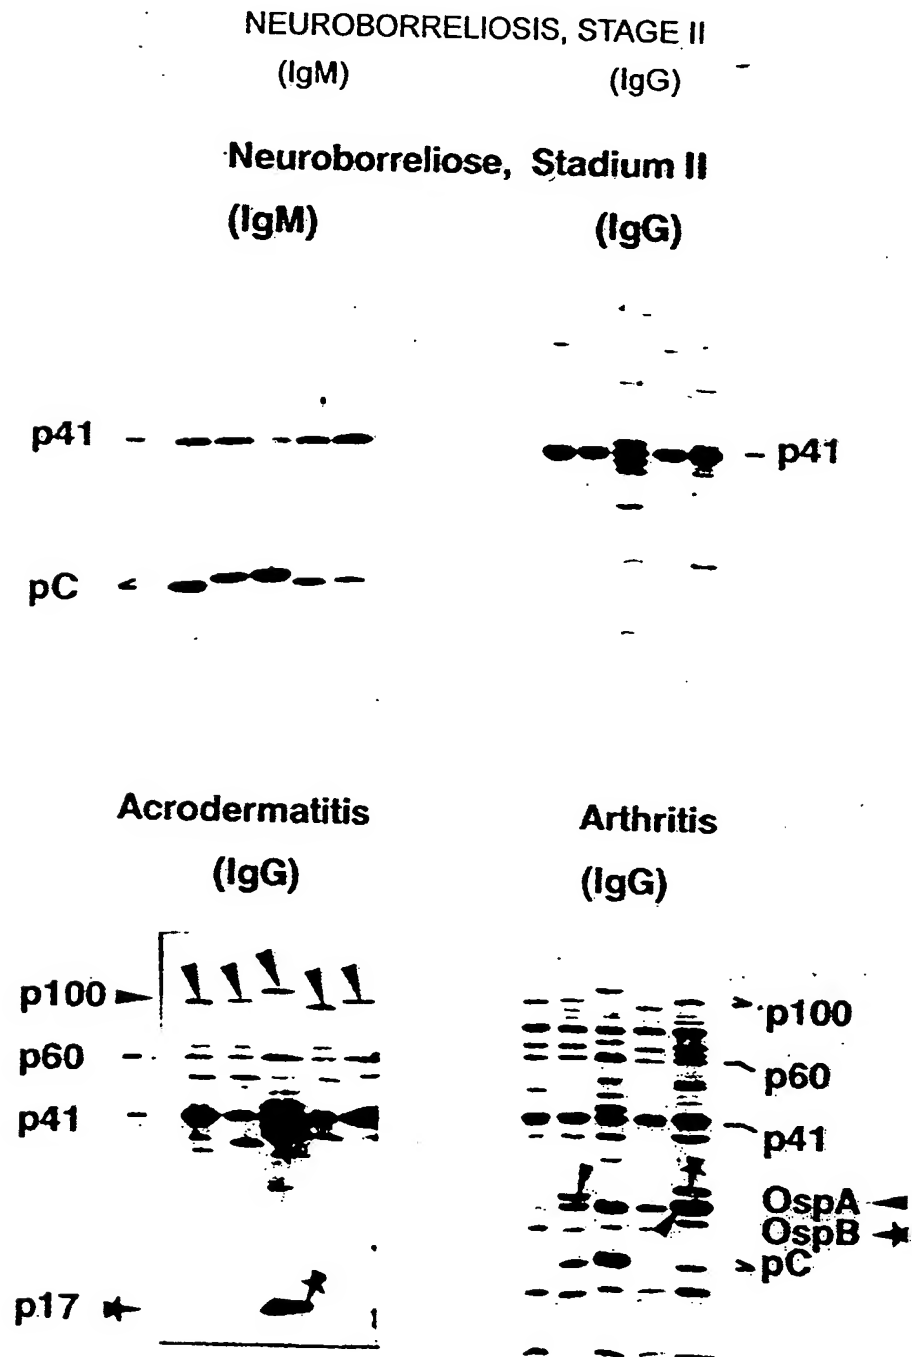 NEUROBORRELIOSIS, STAGE II
(IgM) (IgG)
Neuroborreliose, Stadium II
(IgM) (IgG)
p41 p41
pC
Acrodermatitis Arthritis
(IgG) (IgG)
p100 p100
p60 p60
p41 p41
OspA
OspB
pC
p17